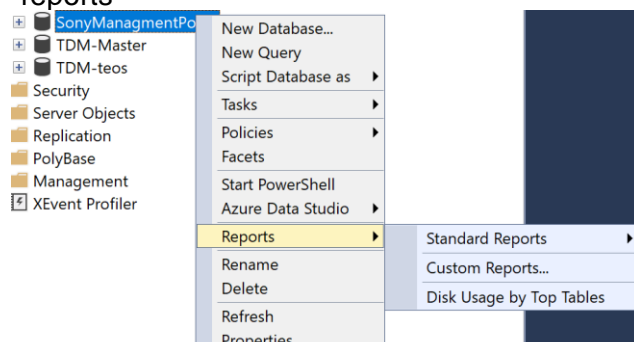 reports
SonyManagmentPo
TDM-Master
TDM-teos
Security
Server Objects
Replication
PolyBase
Management
XEvent Profiler
New Database...
New Query
Script Database as
Tasks
Policies
Facets
Start PowerShell
Azure Data Studio
Reports
Rename
Delete
Refresh
Properties
Standard Reports
Custom Reports...
Disk Usage by Top Tables